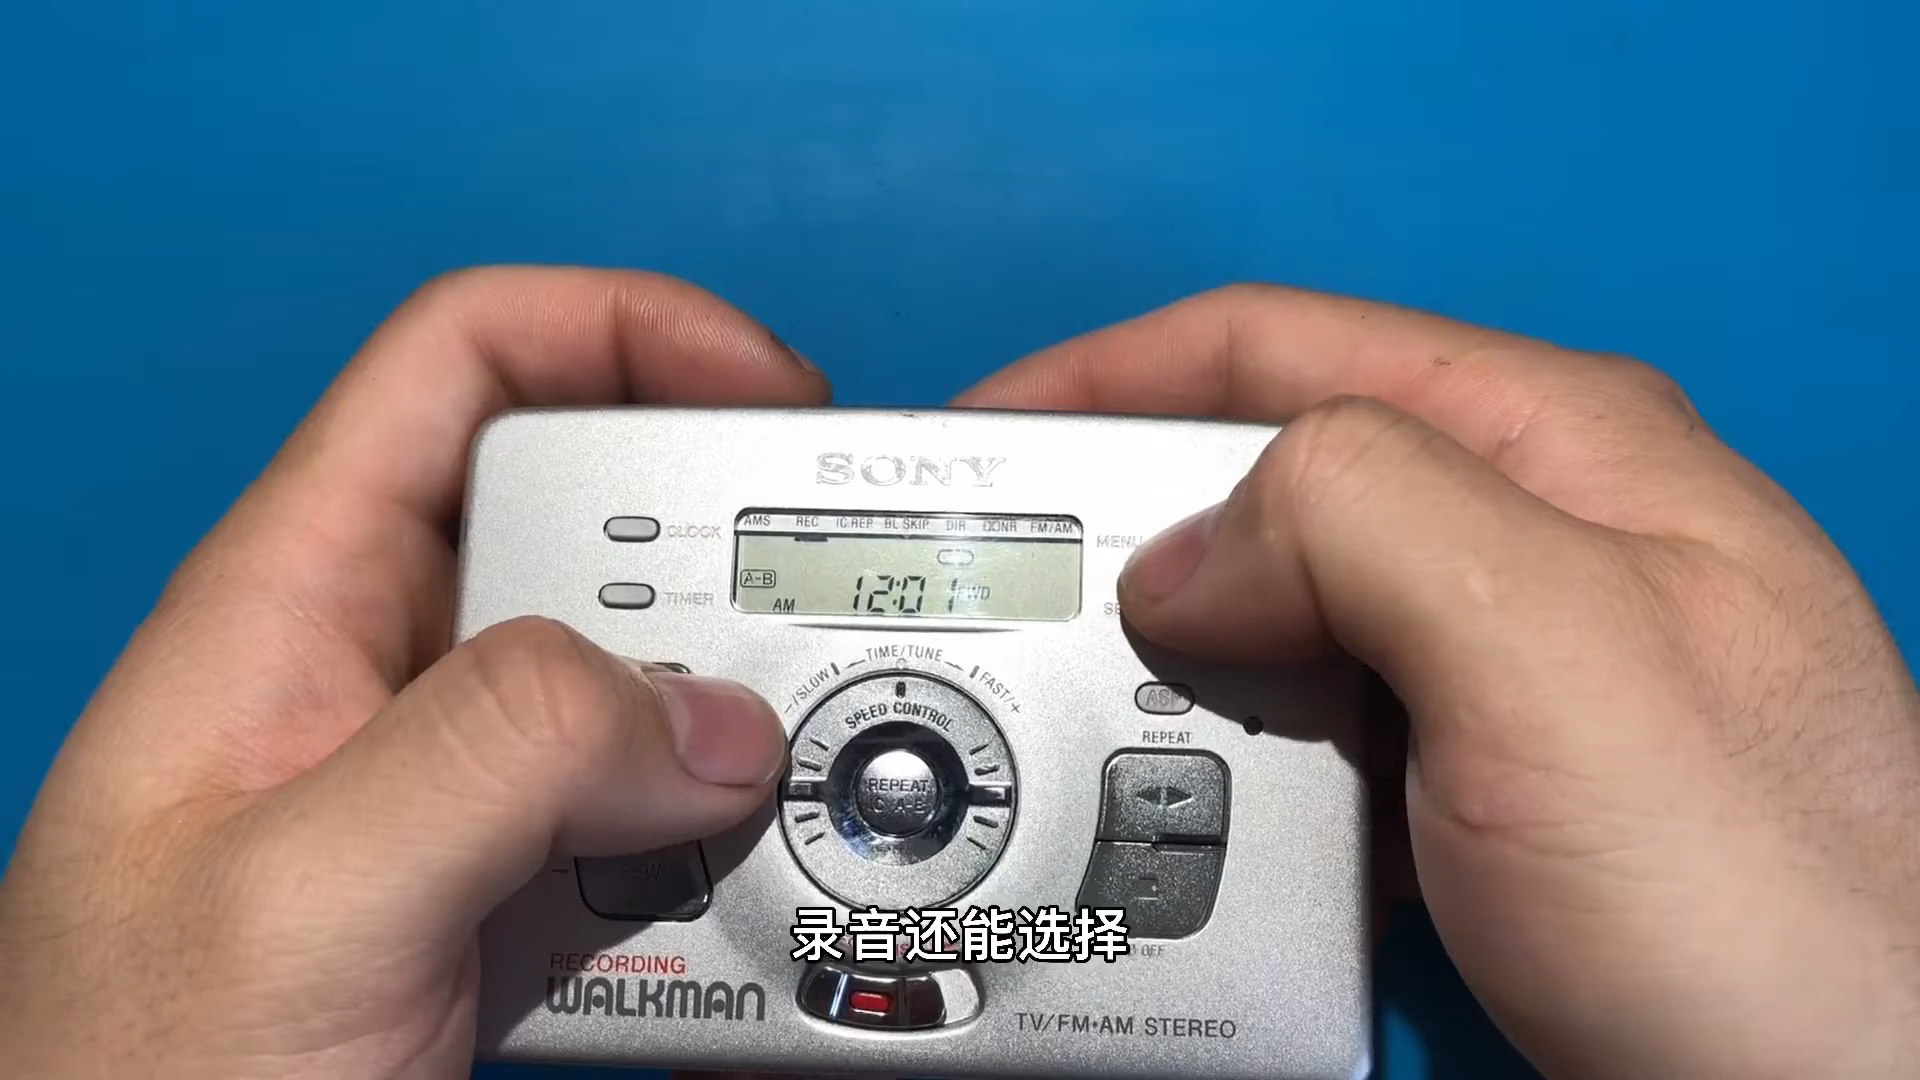 SONY
CLOCK
AMS REC IC REP BL SKIP DIR FM/AM
MENU
A-B
TIMER
AM 12:01 FWD
TIME/TUNE
−/SLOW
FAST/+
SPEED CONTROL
REPEAT
REPEAT
A-B
录音还能选择
OFF
RECORDING
WALKMAN
TV/FM•AM STEREO